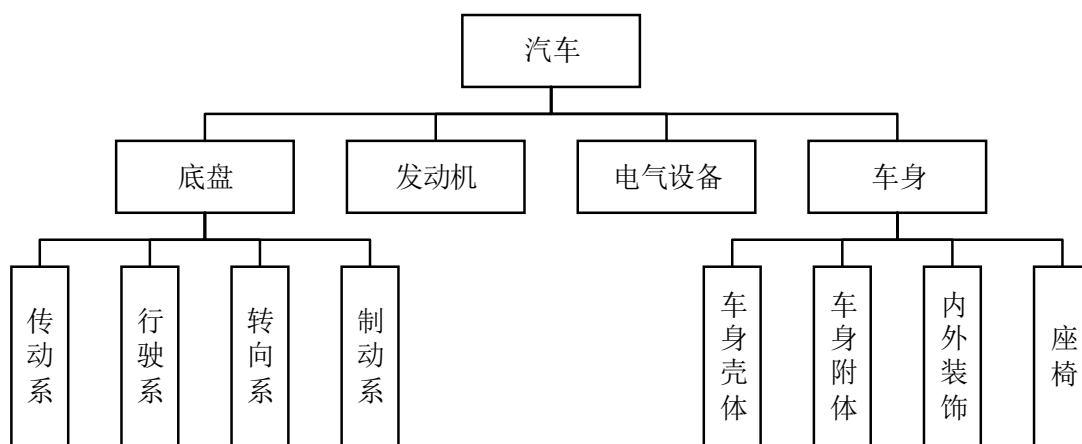 汽车
底盘
发动机
电气设备
车身
传动系
行驶系
转向系
制动系
车身壳体
车身附体
内外装饰
座椅